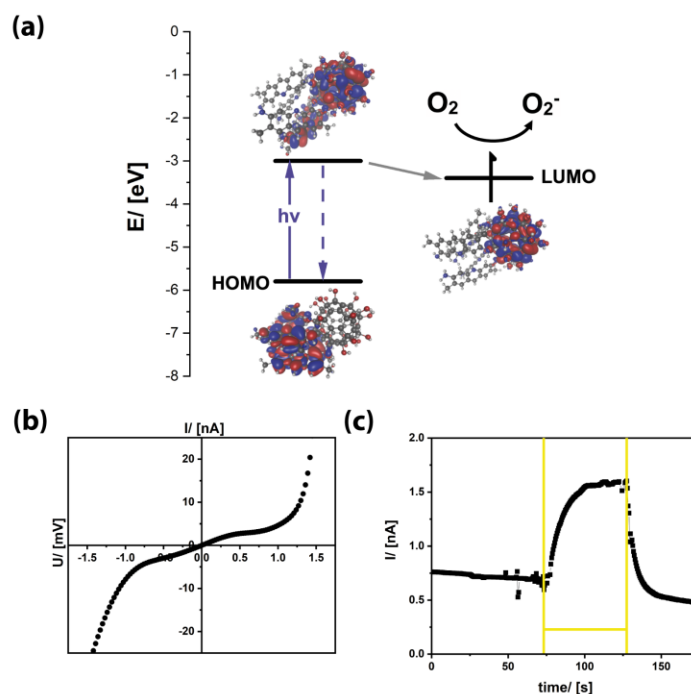 (a)
E/ [eV]
0
-1
-2
-3
-4
-5
-6
-7
-8
hν
HOMO
O₂
O₂⁻
LUMO
(b)
I/ [nA]
U/ [mV]
20
10
0
-10
-20
-1.5
-1.0
-0.5
0.0
0.5
1.0
1.5
(c)
I/ [nA]
2.0
1.5
1.0
0.5
0.0
0
50
100
150
time/ [s]